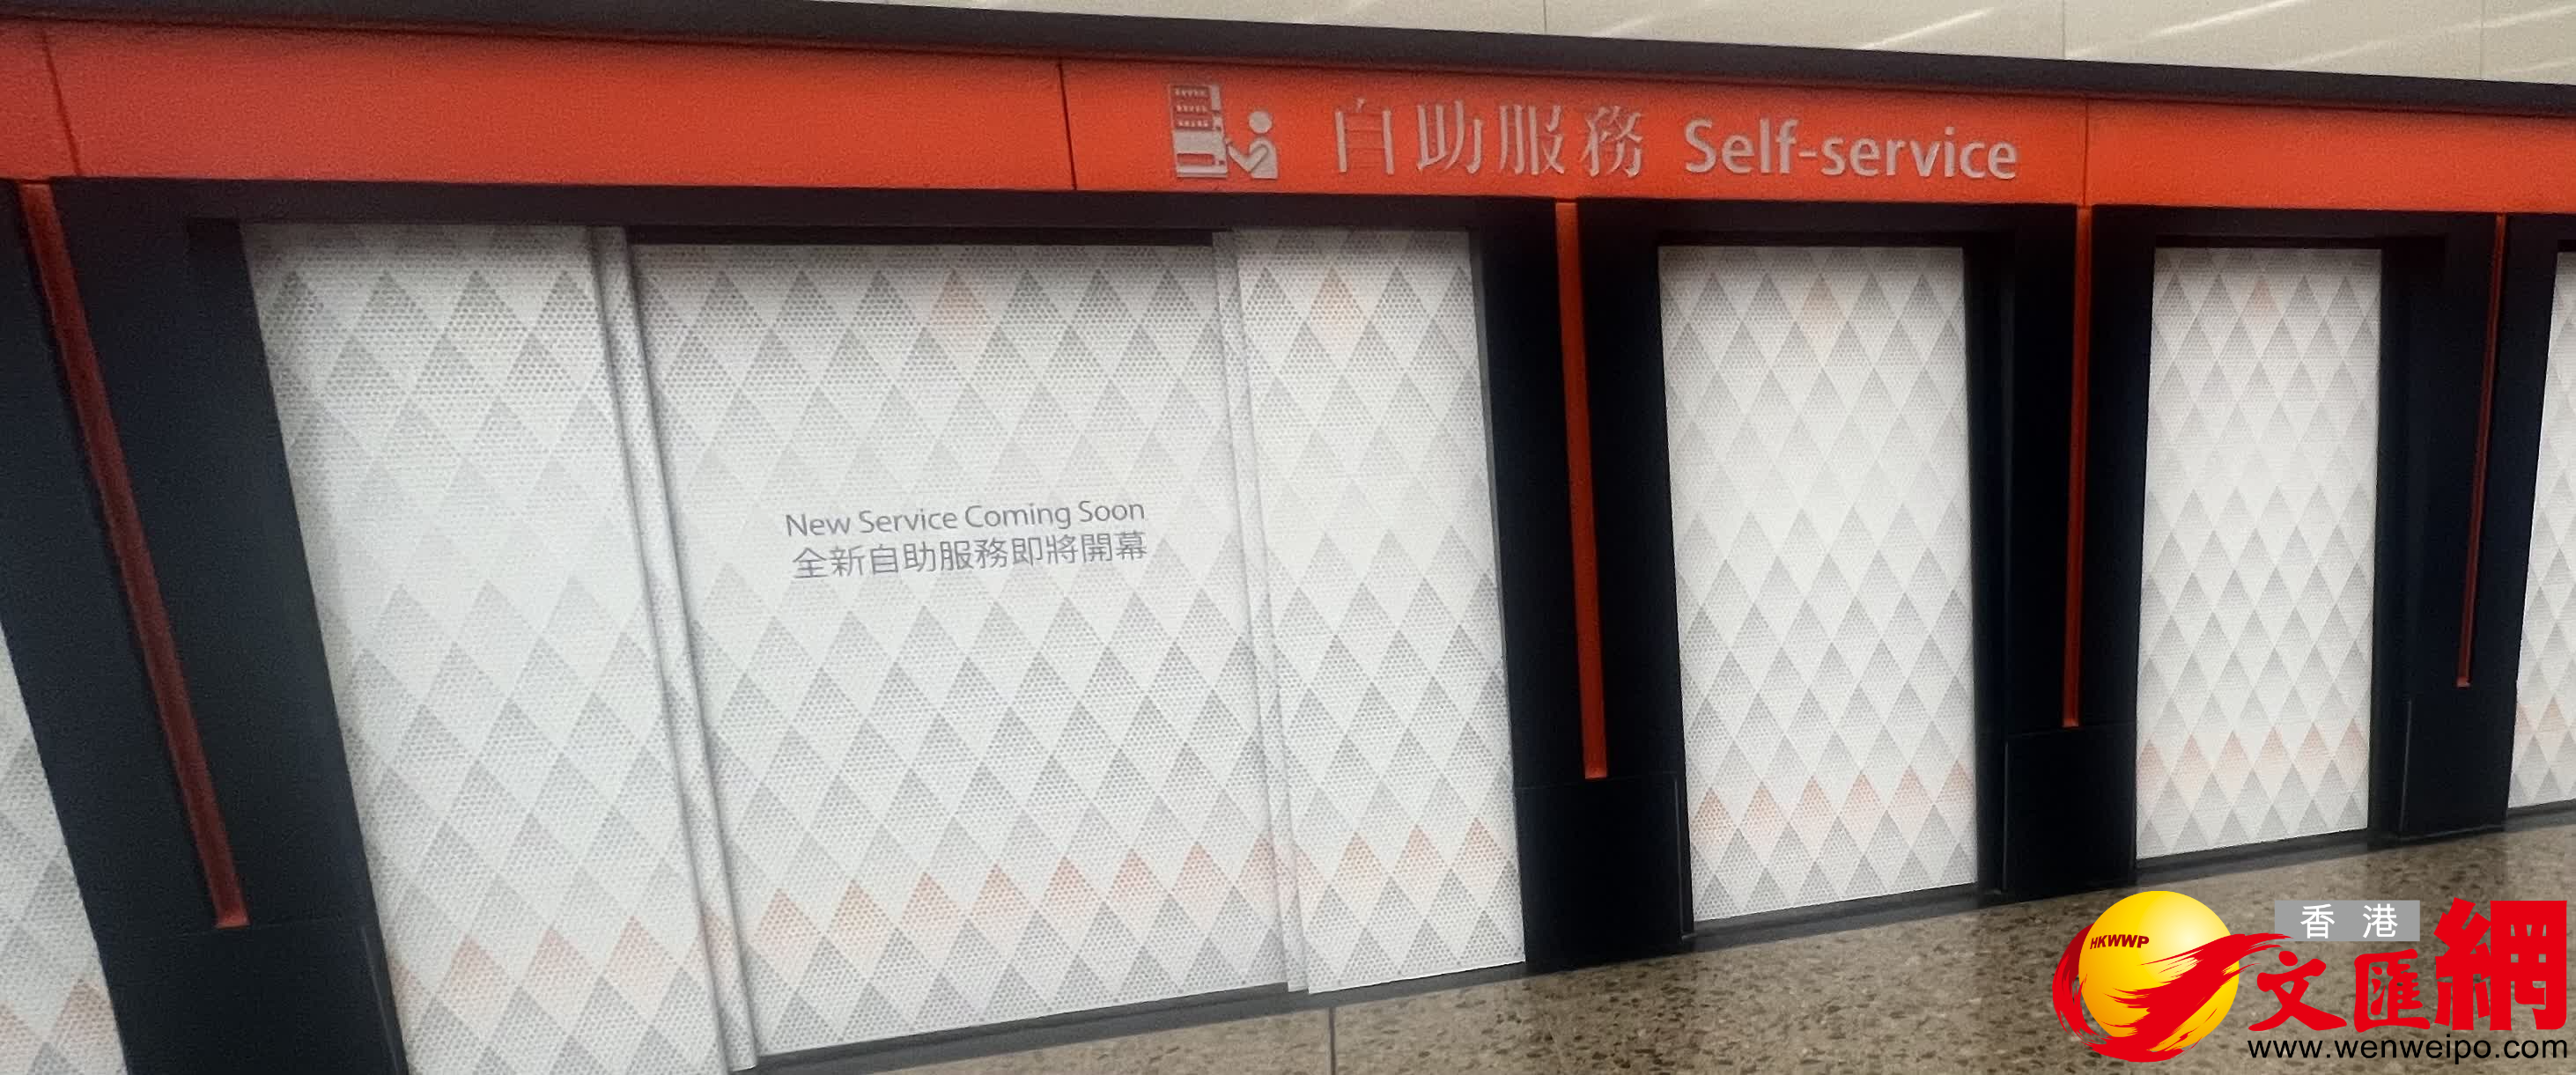 自助服務 Self-service
New Service Coming Soon
全新自助服務即將開幕
HKWWP
香港
文匯網
www.wenweipo.com